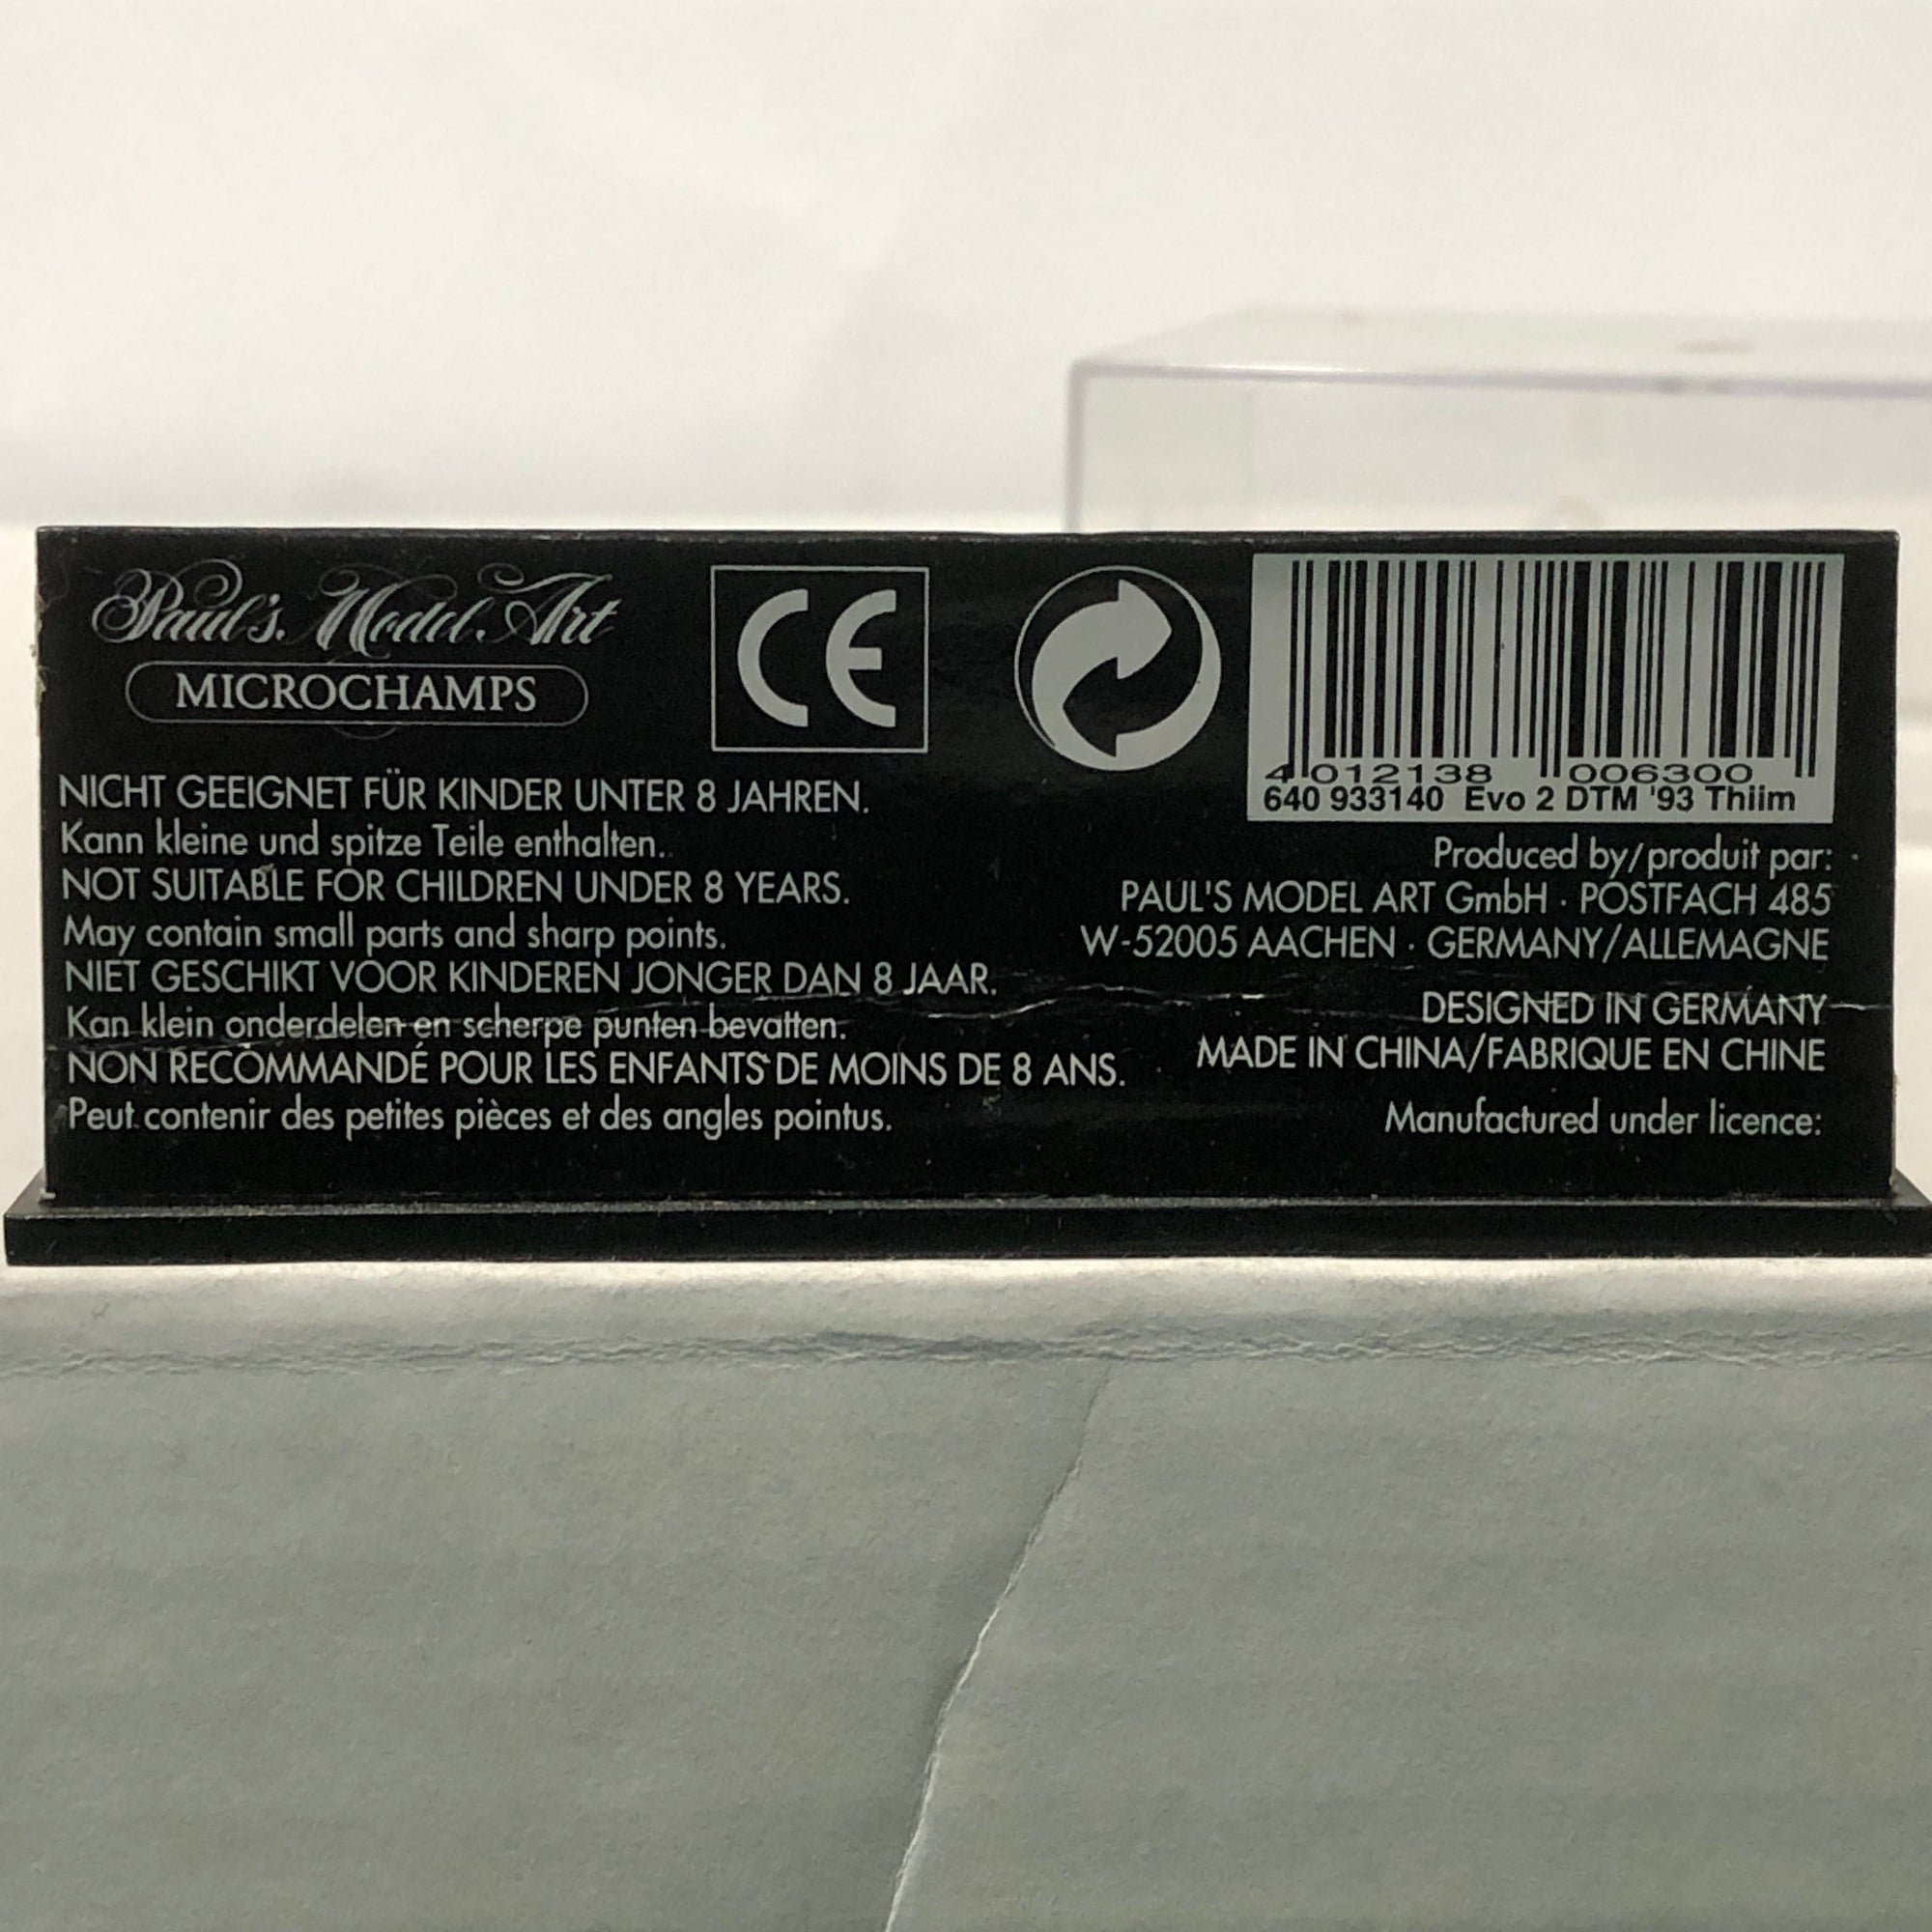 Paul's Model Art
MICROCHAMPS
CE
NICHT GEEIGNET FÜR KINDER UNTER 8 JAHREN.
Kann kleine und spitze Teile enthalten.
NOT SUITABLE FOR CHILDREN UNDER 8 YEARS.
May contain small parts and sharp points.
NIET GESCHIKT VOOR KINDEREN JONGER DAN 8 JAAR.
Kan klein onderdelen en scherpe punten bevatten.
NON RECOMMANDÉ POUR LES ENFANTS DE MOINS DE 8 ANS.
Peut contenir des petites pièces et des angles pointus.
4 012138 006300
640 933140 Evo 2 DTM '93 Thiim
Produced by/produit par:
PAUL'S MODEL ART GmbH · POSTFACH 485
W-52005 AACHEN · GERMANY/ALLEMAGNE
DESIGNED IN GERMANY
MADE IN CHINA/FABRIQUE EN CHINE
Manufactured under licence: